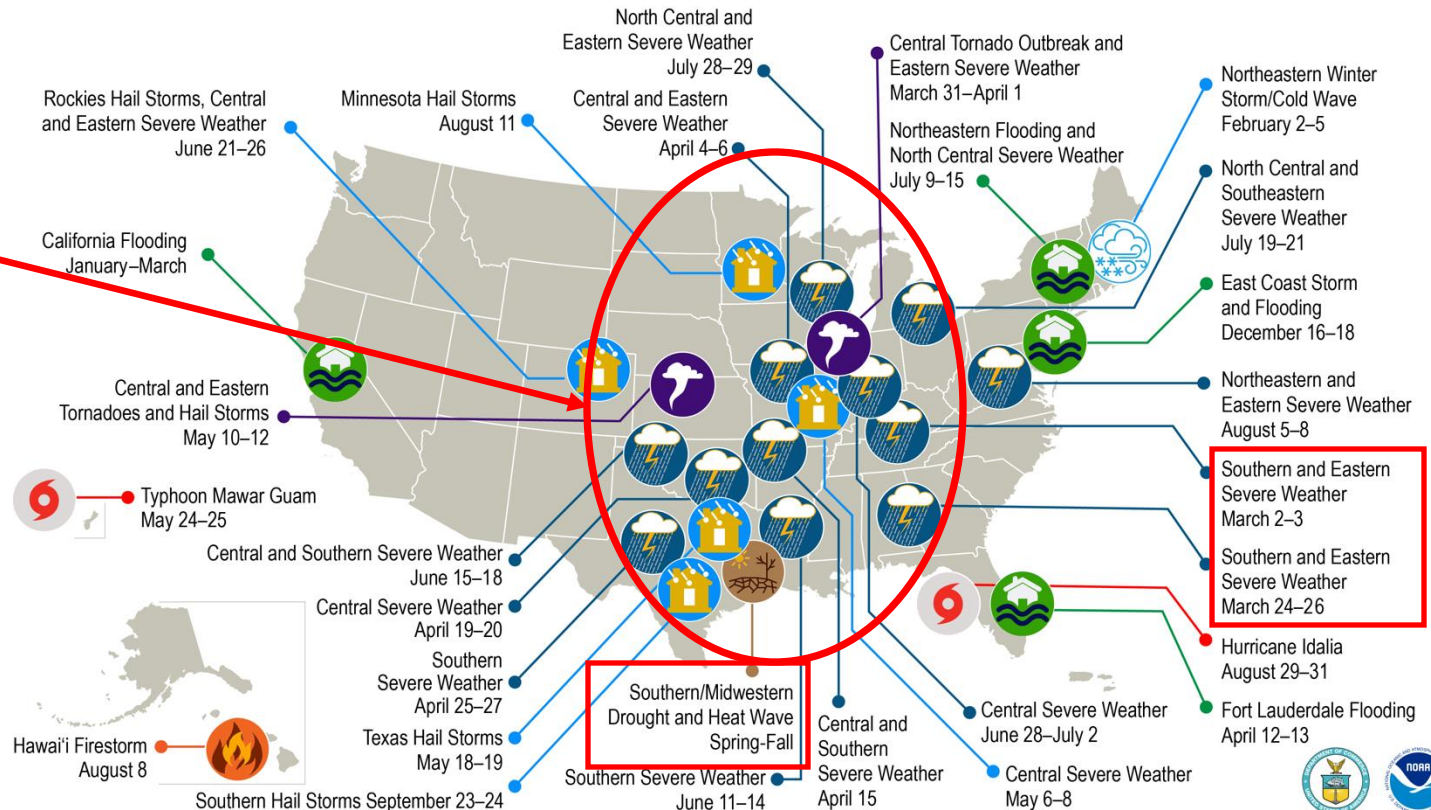 North Central and
Eastern Severe Weather
July 28–29
Central Tornado Outbreak and
Eastern Severe Weather
March 31–April 1
Northeastern Winter
Storm/Cold Wave
February 2–5
Rockies Hail Storms, Central
and Eastern Severe Weather
June 21–26
Minnesota Hail Storms
August 11
Central and Eastern
Severe Weather
April 4–6
Northeastern Flooding and
North Central Severe Weather
July 9–15
North Central and
Southeastern
Severe Weather
July 19–21
California Flooding
January–March
East Coast Storm
and Flooding
December 16–18
Central and Eastern
Tornadoes and Hail Storms
May 10–12
Northeastern and
Eastern Severe Weather
August 5–8
Typhoon Mawar Guam
May 24–25
Southern and Eastern
Severe Weather
March 2–3
Central and Southern Severe Weather
June 15–18
Southern and Eastern
Severe Weather
March 24–26
Central Severe Weather
April 19–20
Hurricane Idalia
August 29–31
Southern
Severe Weather
April 25–27
Southern/Midwestern
Drought and Heat Wave
Spring-Fall
Central and
Southern
Severe Weather
April 15
Central Severe Weather
June 28–July 2
Fort Lauderdale Flooding
April 12–13
Hawai‘i Firestorm
August 8
Texas Hail Storms
May 18–19
Southern Severe Weather
June 11–14
Central Severe Weather
May 6–8
Southern Hail Storms September 23–24
NOAA